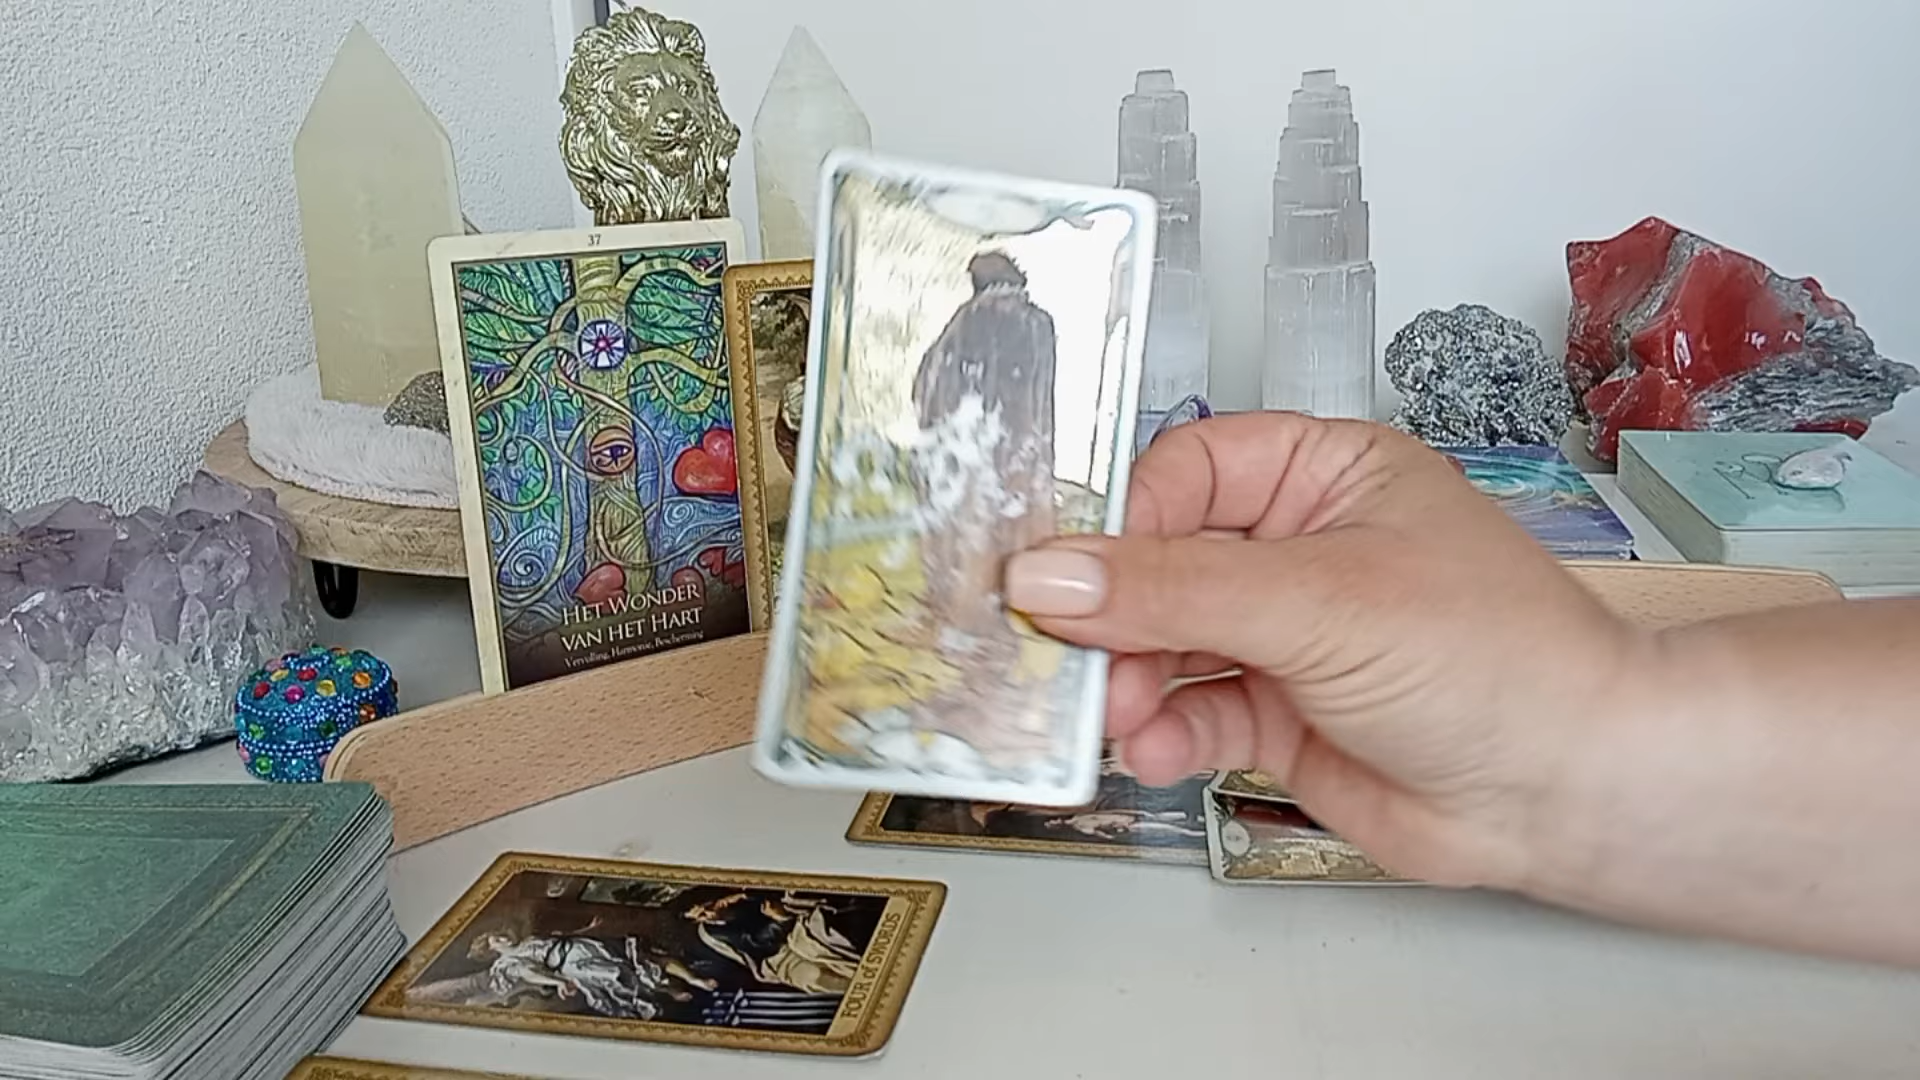 37
HET WONDER
VAN HET HART
Vervulling, Harmonie, Bescherming
FOUR of SWORDS